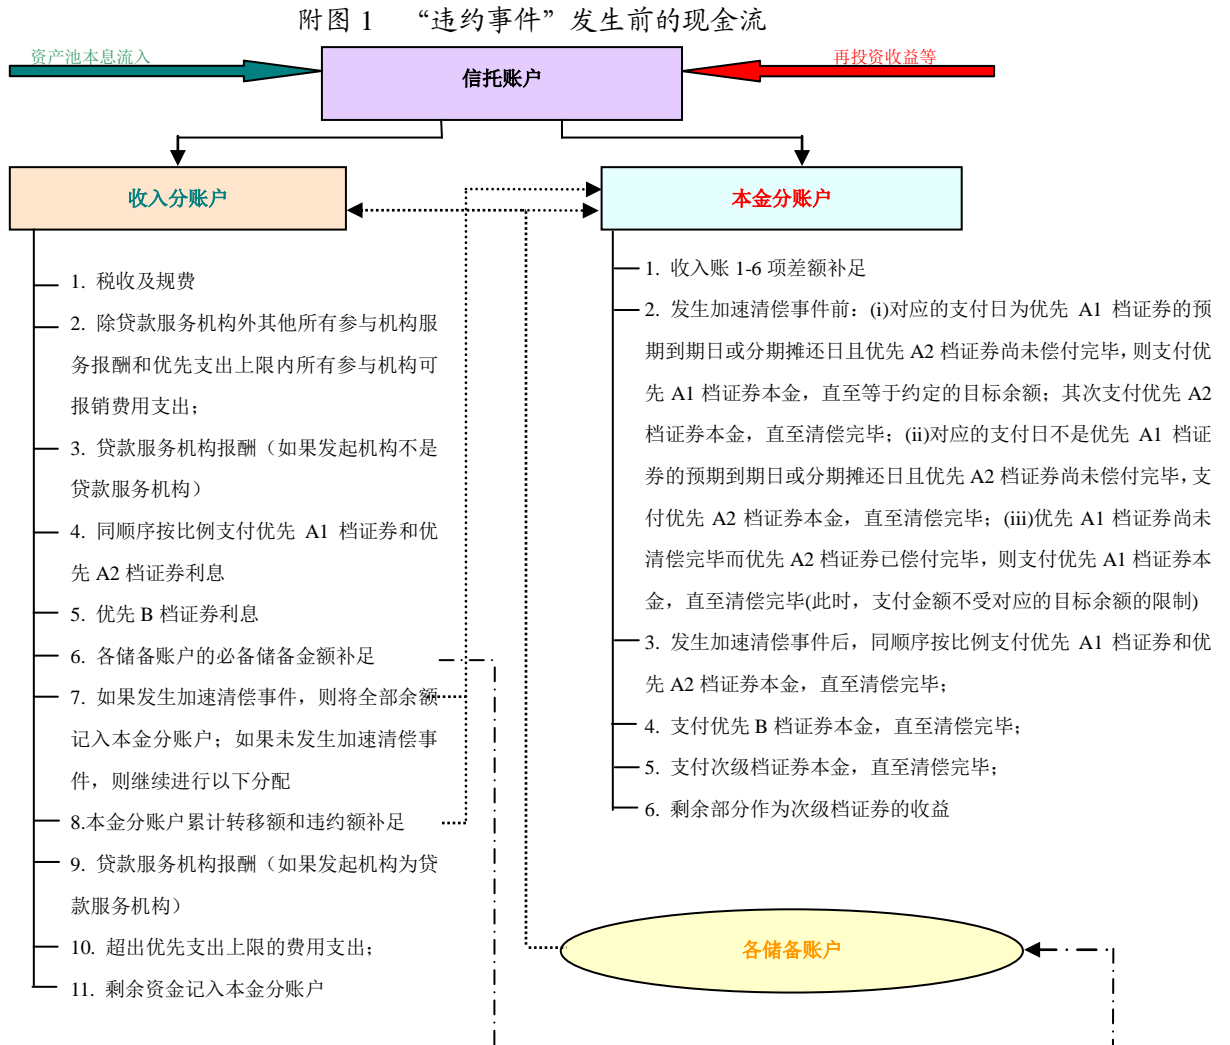 附图 1 “违约事件”发生前的现金流
资产池本息流入
再投资收益等
信托账户
收入分账户
本金分账户
1. 税收及规费
2. 除贷款服务机构外其他所有参与机构服
务报酬和优先支出上限内所有参与机构可
报销费用支出；
3. 贷款服务机构报酬（如果发起机构不是
贷款服务机构）
4. 同顺序按比例支付优先 A1 档证券和优
先 A2 档证券利息
5. 优先 B 档证券利息
6. 各储备账户的必备储备金额补足
7. 如果发生加速清偿事件，则将全部余额
记入本金分账户；如果未发生加速清偿事
件，则继续进行以下分配
8.本金分账户累计转移额和违约额补足
9. 贷款服务机构报酬（如果发起机构为贷
款服务机构）
10. 超出优先支出上限的费用支出；
11. 剩余资金记入本金分账户
1. 收入账 1-6 项差额补足
2. 发生加速清偿事件前：(i)对应的支付日为优先 A1 档证券的预
期到期日或分期摊还日且优先 A2 档证券尚未偿付完毕，则支付优
先 A1 档证券本金，直至等于约定的目标余额；其次支付优先 A2
档证券本金，直至清偿完毕；(ii)对应的支付日不是优先 A1 档证
券的预期到期日或分期摊还日且优先 A2 档证券尚未偿付完毕，支
付优先 A2 档证券本金，直至清偿完毕；(iii)优先 A1 档证券尚未
清偿完毕而优先 A2 档证券已偿付完毕，则支付优先 A1 档证券本
金，直至清偿完毕(此时，支付金额不受对应的目标余额的限制)
3. 发生加速清偿事件后，同顺序按比例支付优先 A1 档证券和优
先 A2 档证券本金，直至清偿完毕；
4. 支付优先 B 档证券本金，直至清偿完毕；
5. 支付次级档证券本金，直至清偿完毕；
6. 剩余部分作为次级档证券的收益
各储备账户